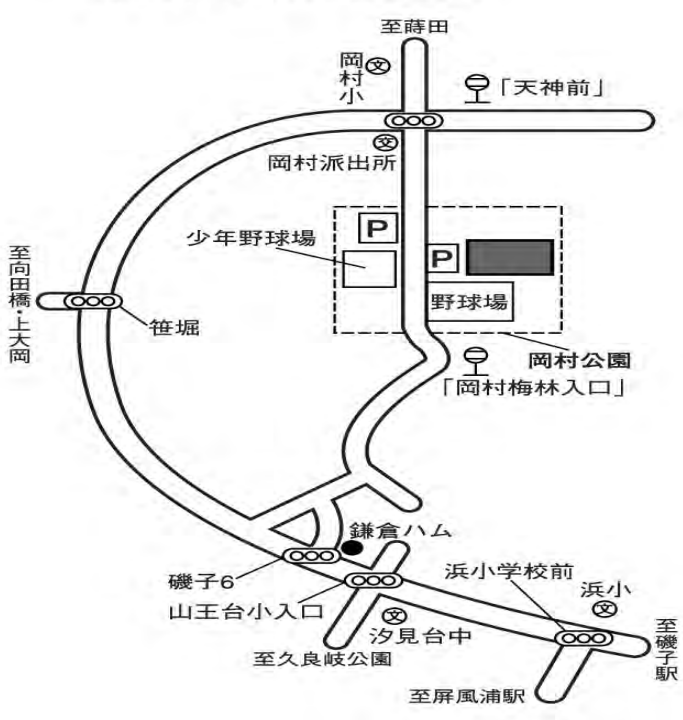 至蒔田
岡村小
文
「天神前」
交
岡村派出所
P
少年野球場
P
野球場
至向田橋・上大岡
笹堀
岡村公園
「岡村梅林入口」
鎌倉ハム
磯子6
浜小学校前
浜小
文
山王台小入口
文
汐見台中
至磯子駅
至久良岐公園
至屏風浦駅